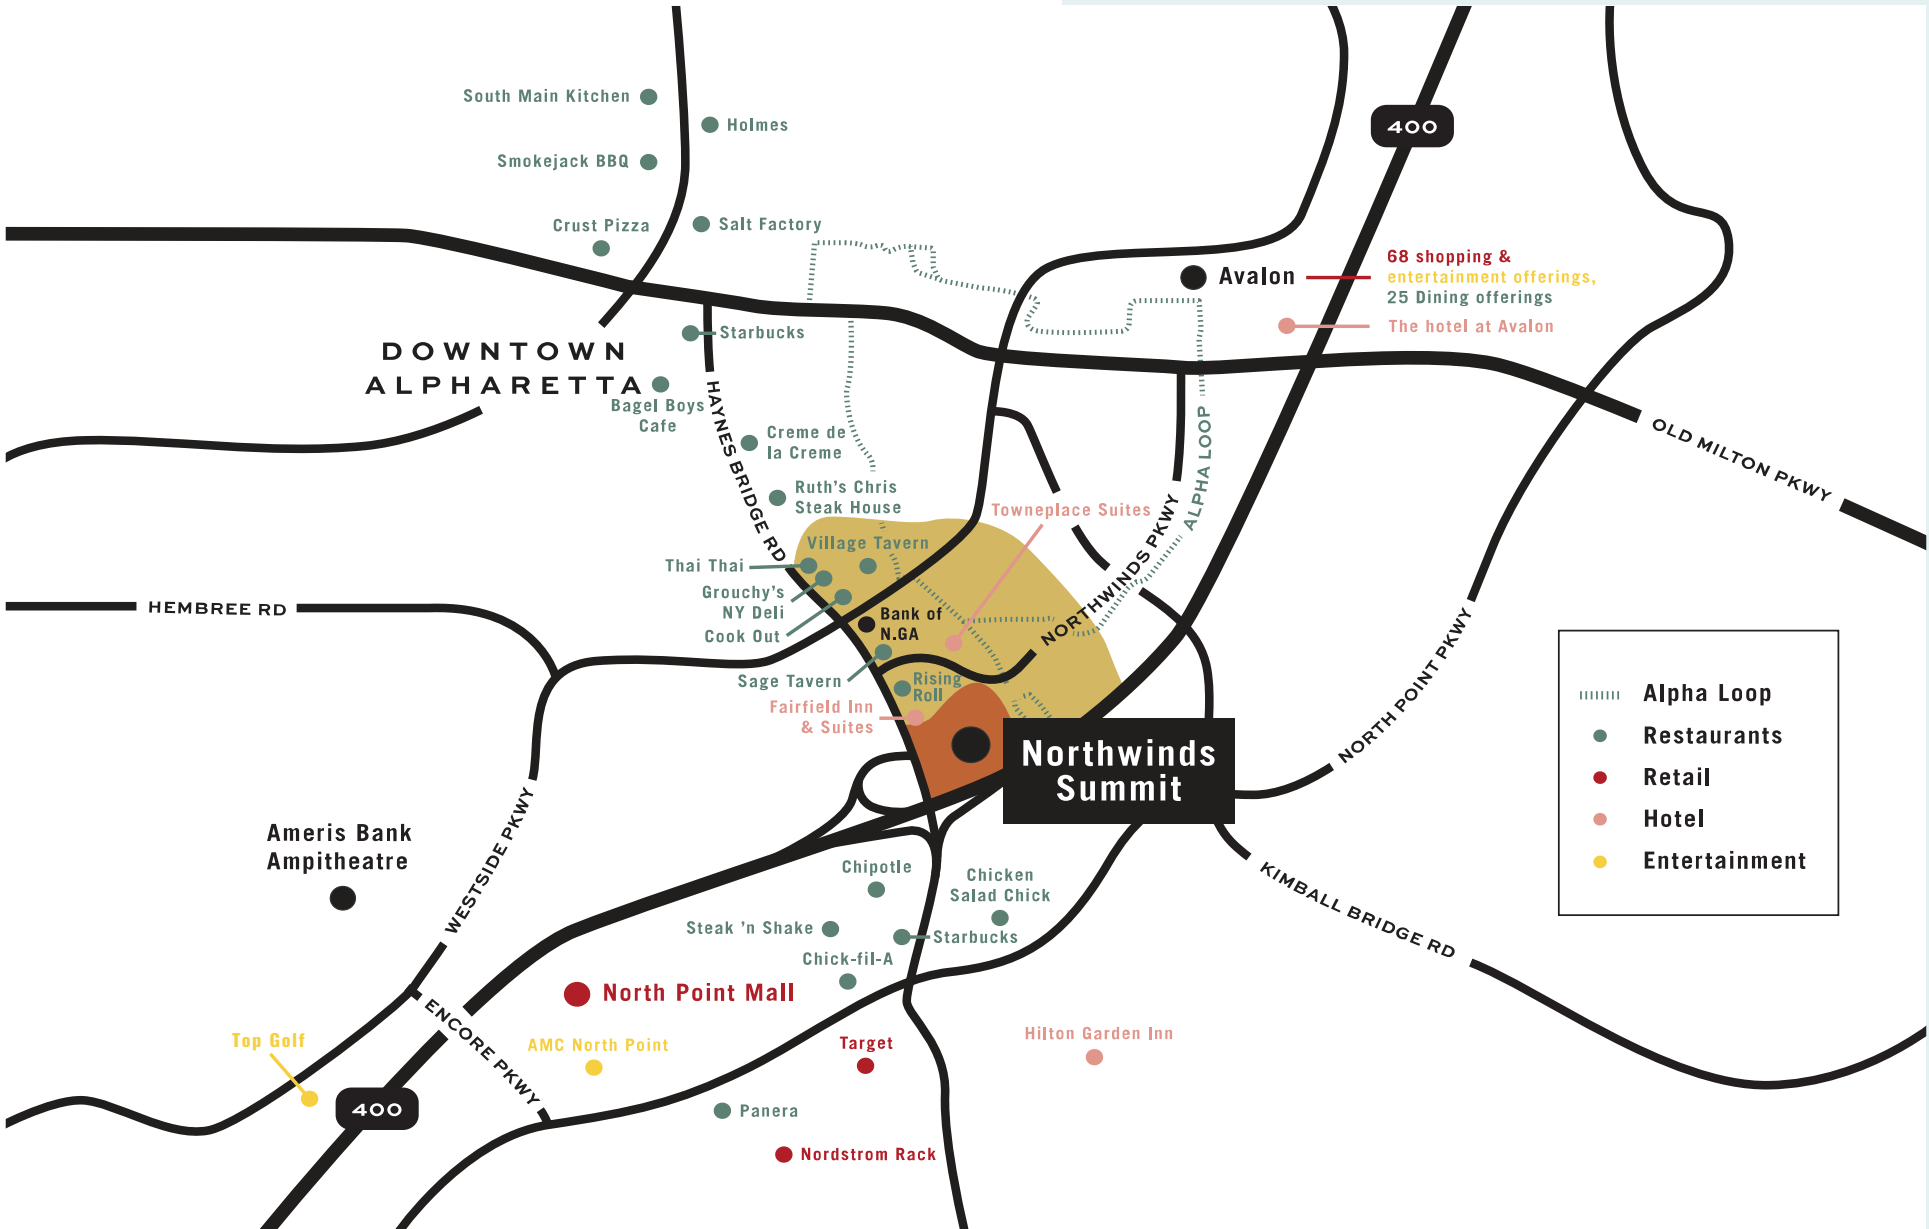 South Main Kitchen
Holmes
400
Smokejack BBQ
Crust Pizza
Salt Factory
68 shopping &
Avalon
entertainment offerings,
25 Dining offerings
The hotel at Avalon
Starbucks
DOWNTOWN
ALPHARETTA
Bagel Boys
Cafe
HAYNES BRIDGE RD
Creme de
la Creme
ALPHA LOOP
OLD MILTON PKWY
Ruth's Chris
Steak House
Towneplace Suites
NORTHWINDS PKWY
Village Tavern
Thai Thai
Grouchy's
NY Deli
HEMBREE RD
Cook Out
Bank of
N.GA
Sage Tavern
Rising
Roll
Fairfield Inn
& Suites
NORTH POINT PKWY
Northwinds
Summit
Alpha Loop
Restaurants
Retail
Hotel
Entertainment
WESTSIDE PKWY
Ameris Bank
Ampitheatre
Chipotle
Chicken
Salad Chick
KIMBALL BRIDGE RD
Steak 'n Shake
Starbucks
Chick-fil-A
North Point Mall
ENCORE PKWY
Top Golf
AMC North Point
Target
Hilton Garden Inn
400
Panera
Nordstrom Rack